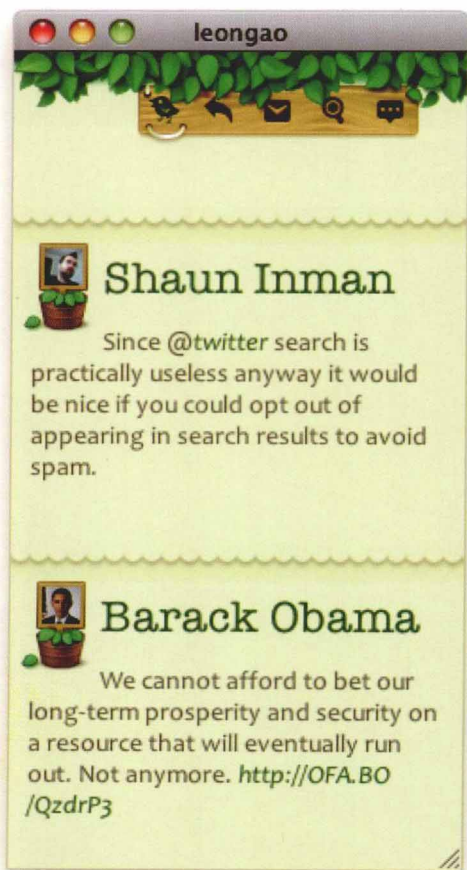 leongao
Shaun Inman
Since @twitter search is
practically useless anyway it would
be nice if you could opt out of
appearing in search results to avoid
spam.
Barack Obama
We cannot afford to bet our
long-term prosperity and security on
a resource that will eventually run
out. Not anymore. http://OFA.BO
/QzdrP3